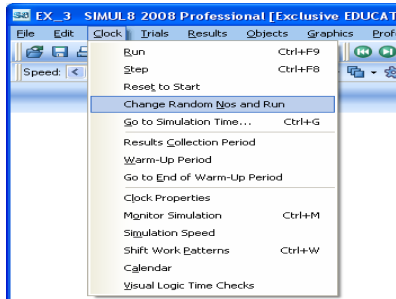 S8 EX_3 SIMUL8 2008 Professional [Exclusive EDUCAT
File Edit Clock Trials Results Objects Graphics Prof
Speed: <
Run Ctrl+F9
Step Ctrl+F8
Reset to Start
Change Random Nos and Run
Go to Simulation Time... Ctrl+G
Results Collection Period
Warm-Up Period
Go to End of Warm-Up Period
Clock Properties
Monitor Simulation Ctrl+M
Simulation Speed
Shift Work Patterns Ctrl+W
Calendar
Visual Logic Time Checks